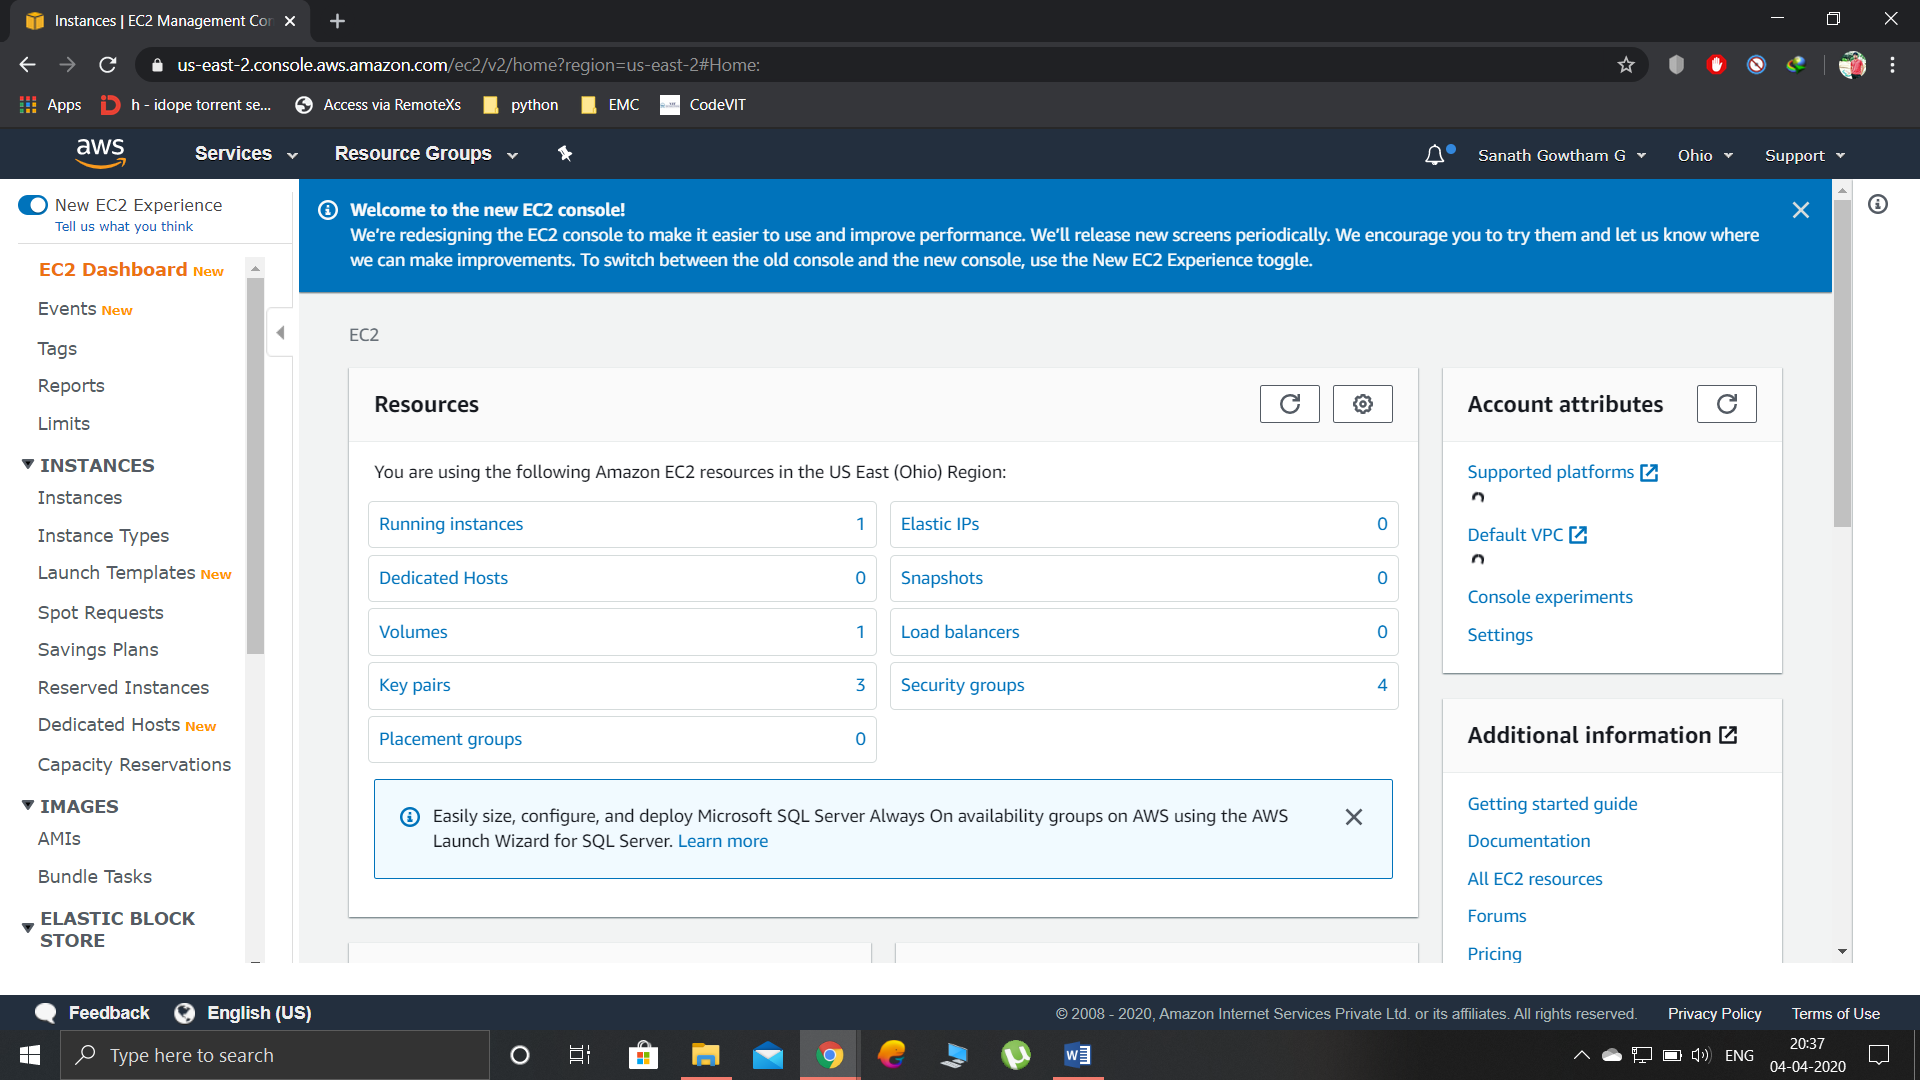 Instances | EC2 Management Con
us-east-2.console.aws.amazon.com/ec2/v2/home?region=us-east-2#Home:
Apps
h - idope torrent se...
Access via RemoteXs
python
EMC
CodeVIT
aws
Services
Resource Groups
Sanath Gowtham G
Ohio
Support
New EC2 Experience
Tell us what you think
EC2 Dashboard New
Events New
Tags
Reports
Limits
INSTANCES
Instances
Instance Types
Launch Templates New
Spot Requests
Savings Plans
Reserved Instances
Dedicated Hosts New
Capacity Reservations
IMAGES
AMIs
Bundle Tasks
ELASTIC BLOCK
STORE
Welcome to the new EC2 console!
We're redesigning the EC2 console to make it easier to use and improve performance. We'll release new screens periodically. We encourage you to try them and let us know where
we can make improvements. To switch between the old console and the new console, use the New EC2 Experience toggle.
EC2
Resources
You are using the following Amazon EC2 resources in the US East (Ohio) Region:
Running instances 1
Elastic IPs 0
Dedicated Hosts 0
Snapshots 0
Volumes 1
Load balancers 0
Key pairs 3
Security groups 4
Placement groups 0
Easily size, configure, and deploy Microsoft SQL Server Always On availability groups on AWS using the AWS
Launch Wizard for SQL Server. Learn more
Account attributes
Supported platforms
Default VPC
Console experiments
Settings
Additional information
Getting started guide
Documentation
All EC2 resources
Forums
Pricing
Feedback
English (US)
© 2008 - 2020, Amazon Internet Services Private Ltd. or its affiliates. All rights reserved.
Privacy Policy
Terms of Use
Type here to search
ENG
20:37
04-04-2020